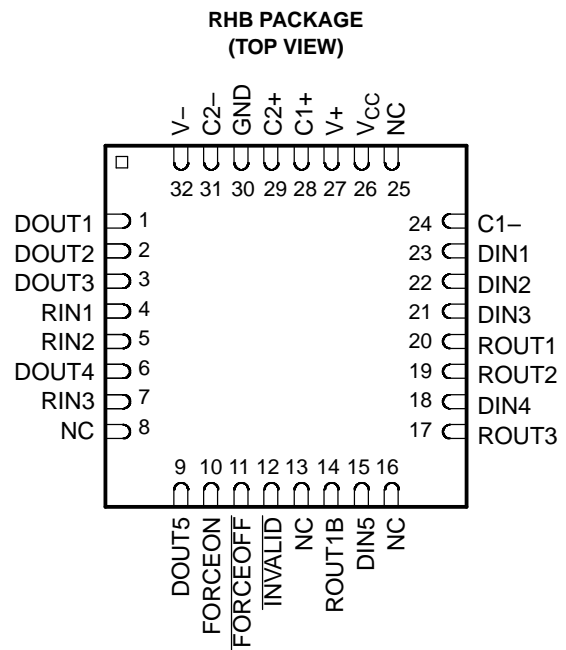 RHB PACKAGE
(TOP VIEW)
V–
C2–
GND
C2+
C1+
V+
VCC
NC
32 31 30 29 28 27 26 25
DOUT1 1
DOUT2 2
DOUT3 3
RIN1 4
RIN2 5
DOUT4 6
RIN3 7
NC 8
24 C1–
23 DIN1
22 DIN2
21 DIN3
20 ROUT1
19 ROUT2
18 DIN4
17 ROUT3
9 10 11 12 13 14 15 16
DOUT5
FORCEON
FORCEOFF
INVALID
NC
ROUT1B
DIN5
NC